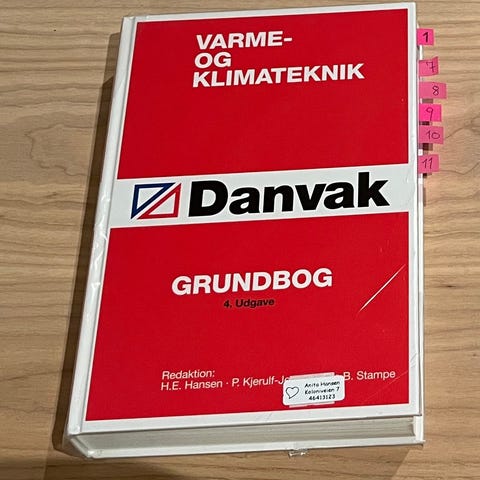 VARME-
OG
KLIMATEKNIK
1
7
8
9
10
11
Danvak
GRUNDBOG
4. Udgave
Redaktion:
H.E. Hansen · P. Kjerulf-J B. Stampe
Anita Hansen
Koloniveien 7
46413123